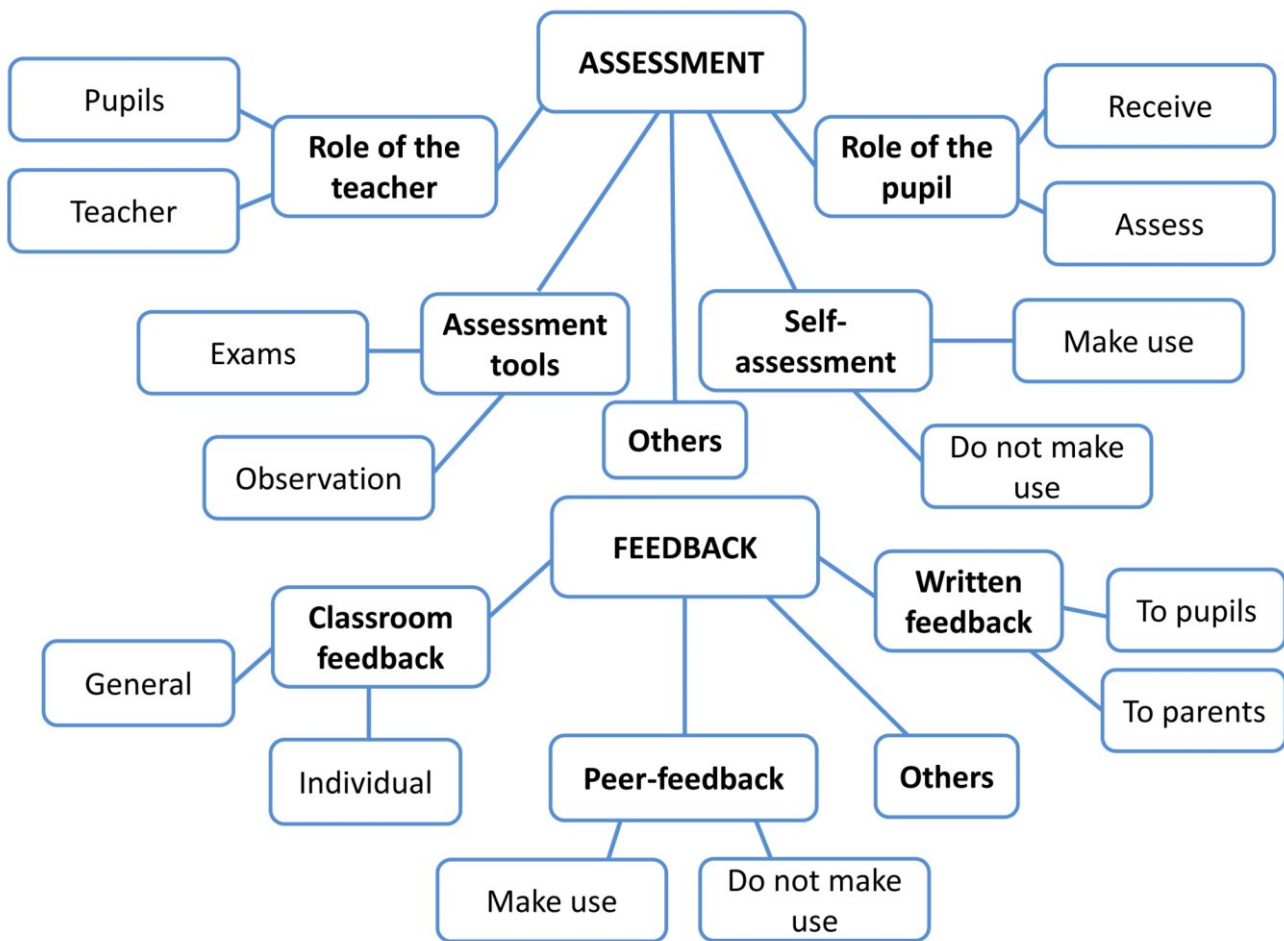 ASSESSMENT
Pupils
Role of the
teacher
Teacher
Receive
Role of the
pupil
Assess
Assessment
tools
Exams
Observation
Others
Self-
assessment
Make use
Do not make
use
FEEDBACK
Classroom
feedback
General
Individual
Peer-feedback
Make use
Do not make
use
Others
Written
feedback
To pupils
To parents